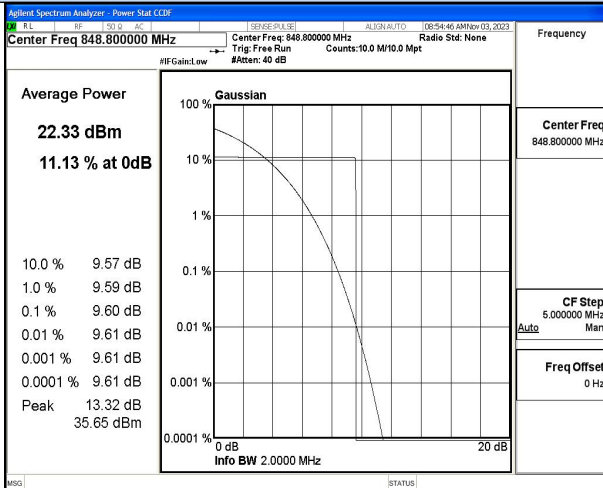 Agilent Spectrum Analyzer - Power Stat CCDF
RL RF 50 Ω AC SENSE:PULSE ALIGN AUTO 08:54:46 AM Nov 03, 2023
Center Freq 848.800000 MHz
Center Freq: 848.800000 MHz Radio Std: None
Trig: Free Run Counts:10.0 M/10.0 Mpt
#IFGain:Low #Atten: 40 dB
Frequency
Average Power
22.33 dBm
11.13 % at 0dB
10.0 % 9.57 dB
1.0 % 9.59 dB
0.1 % 9.60 dB
0.01 % 9.61 dB
0.001 % 9.61 dB
0.0001 % 9.61 dB
Peak 13.32 dB
35.65 dBm
Gaussian
100 %
10 %
1 %
0.1 %
0.01 %
0.001 %
0.0001 %
0 dB 20 dB
Info BW 2.0000 MHz
Center Freq
848.800000 MHz
CF Step
5.000000 MHz
Auto Man
Freq Offset
0 Hz
MSG STATUS